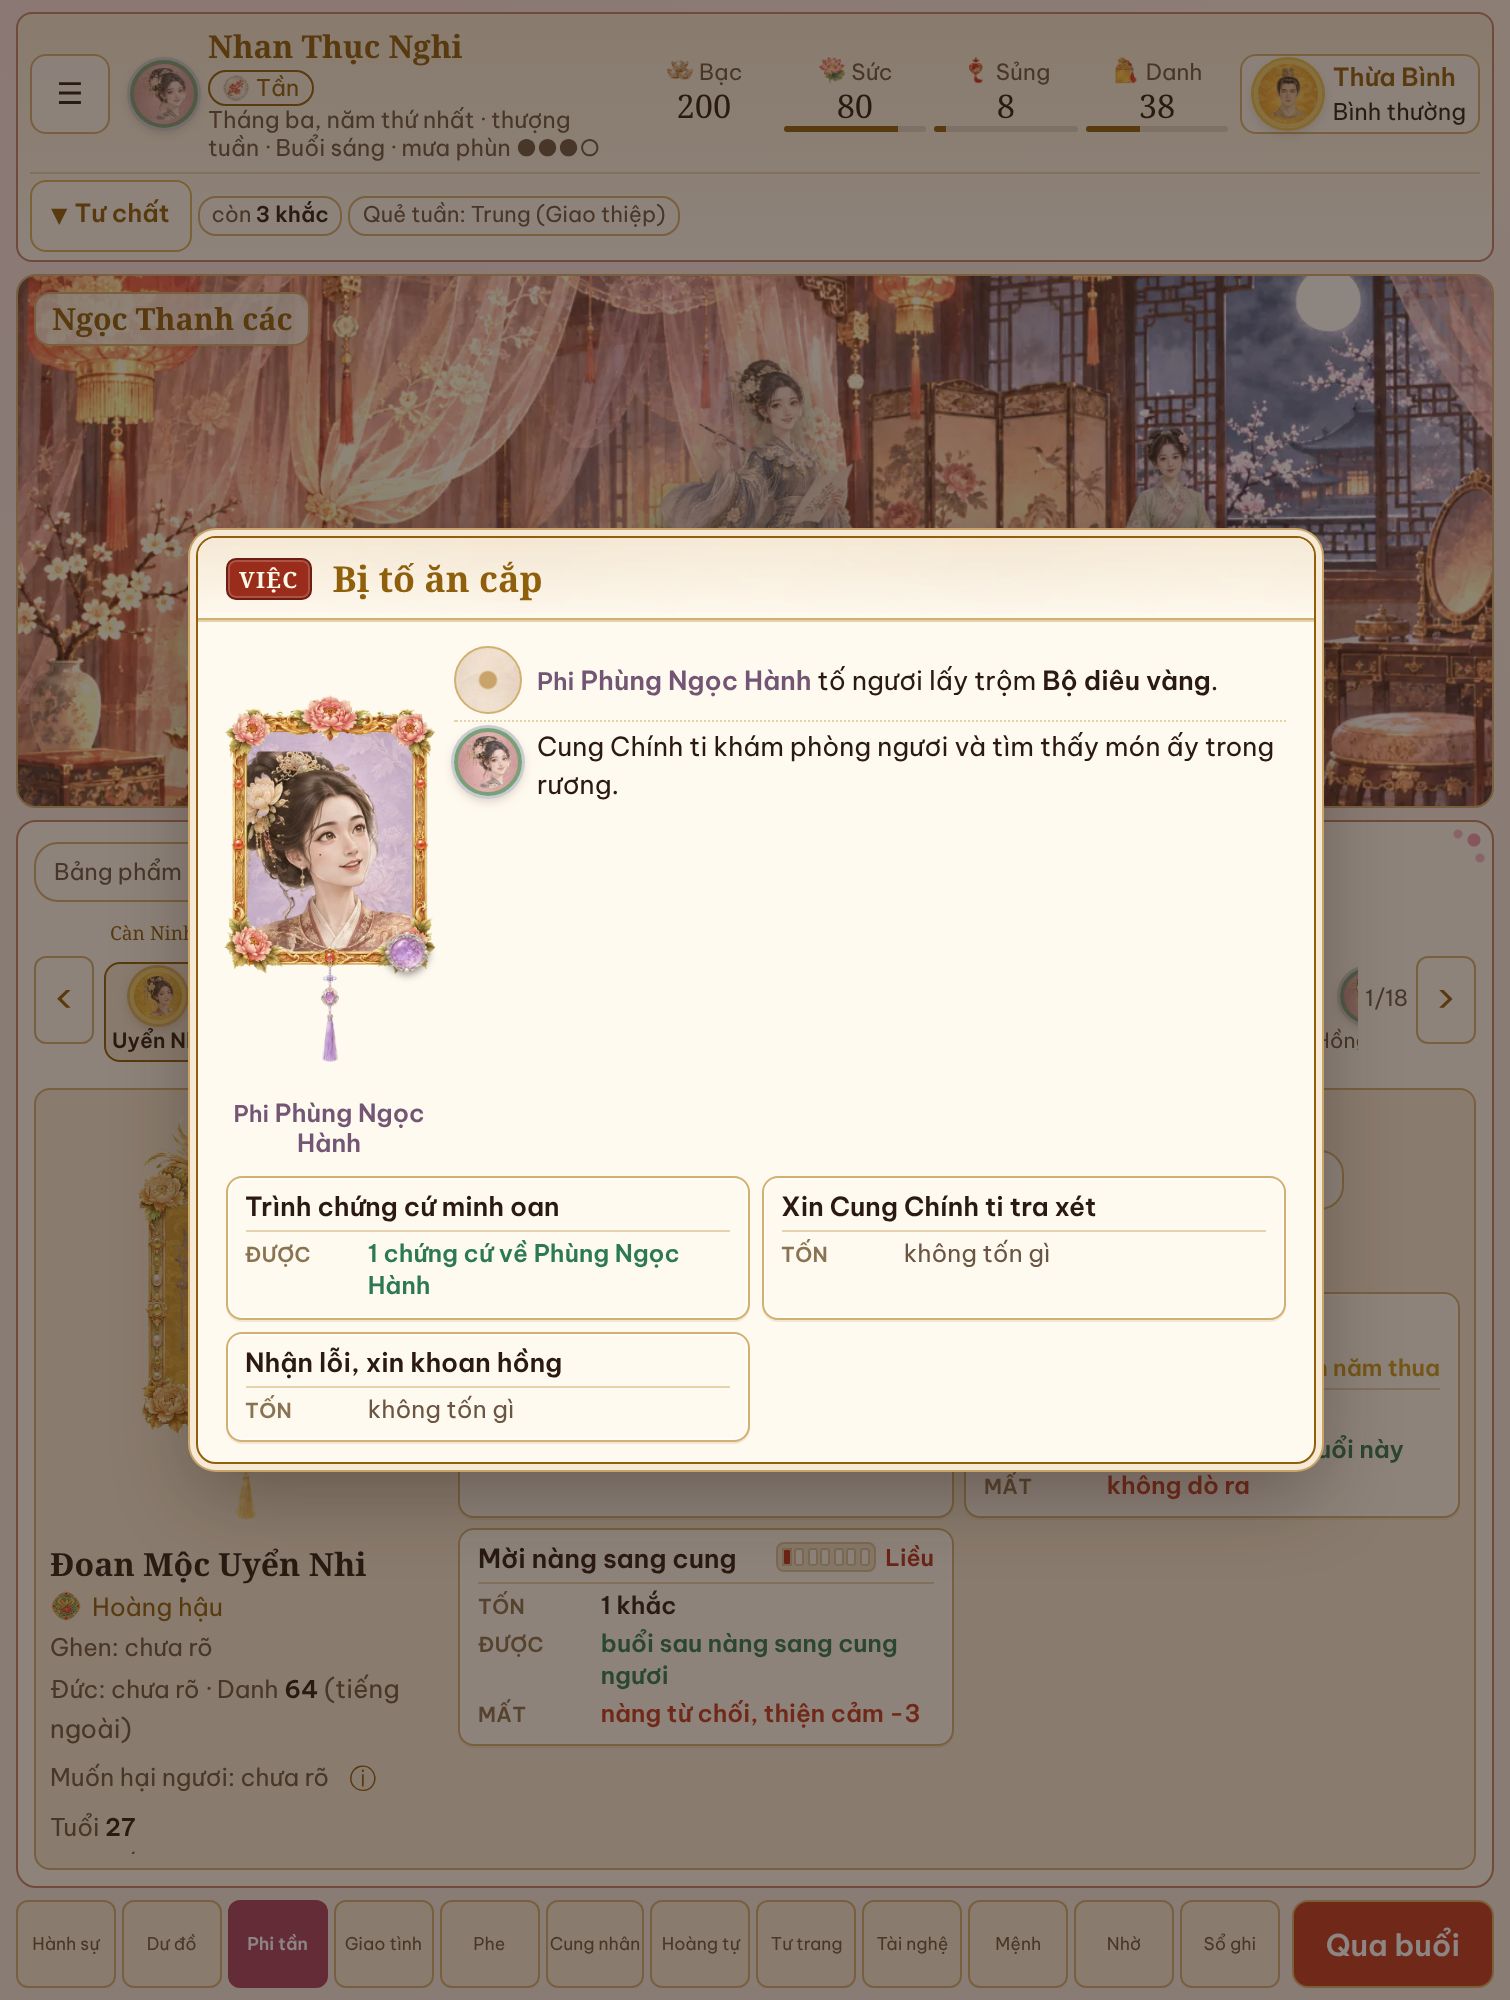 ☰
Nhan Thục Nghi
Tần
Tháng ba, năm thứ nhất · thượng
tuần · Buổi sáng · mưa phùn ●●●○
Bạc
200
Sức
80
Sủng
8
Danh
38
Thừa Bình
Bình thường
▼ Tư chất
còn 3 khắc
Quẻ tuần: Trung (Giao thiệp)
Ngọc Thanh các
VIỆC
Bị tố ăn cắp
Phi Phùng Ngọc Hành tố ngươi lấy trộm Bộ diêu vàng.
Cung Chính ti khám phòng ngươi và tìm thấy món ấy trong
rương.
Phi Phùng Ngọc
Hành
Trình chứng cứ minh oan
ĐƯỢC
1 chứng cứ về Phùng Ngọc
Hành
Xin Cung Chính ti tra xét
TỐN
không tốn gì
Nhận lỗi, xin khoan hồng
TỐN
không tốn gì
Bảng phẩm
Càn Ninh
Uyển
1/18
năm thua
này
MẤT
không dò ra
Đoan Mộc Uyển Nhi
Hoàng hậu
Ghen: chưa rõ
Đức: chưa rõ · Danh 64 (tiếng
ngoài)
Muốn hại ngươi: chưa rõ ⓘ
Tuổi 27
Mời nàng sang cung
Liều
TỐN
1 khắc
ĐƯỢC
buổi sau nàng sang cung
ngươi
MẤT
nàng từ chối, thiện cảm -3
Hành sự
Dư đồ
Phi tần
Giao tình
Phe
Cung nhân
Hoàng tự
Tư trang
Tài nghệ
Mệnh
Nhờ
Sổ ghi
Qua buổi